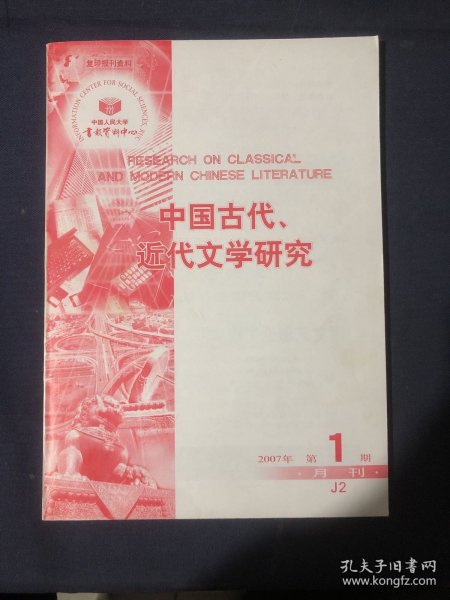 复印报刊资料
INFORMATION CENTER FOR SOCIAL SCIENCES, RUC
中国人民大学
书报资料中心
RESEARCH ON CLASSICAL
AND MODERN CHINESE LITERATURE
中国古代、
近代文学研究
2007年 第 1 期
·月刊·
J2
孔夫子旧书网
www.kongfz.com